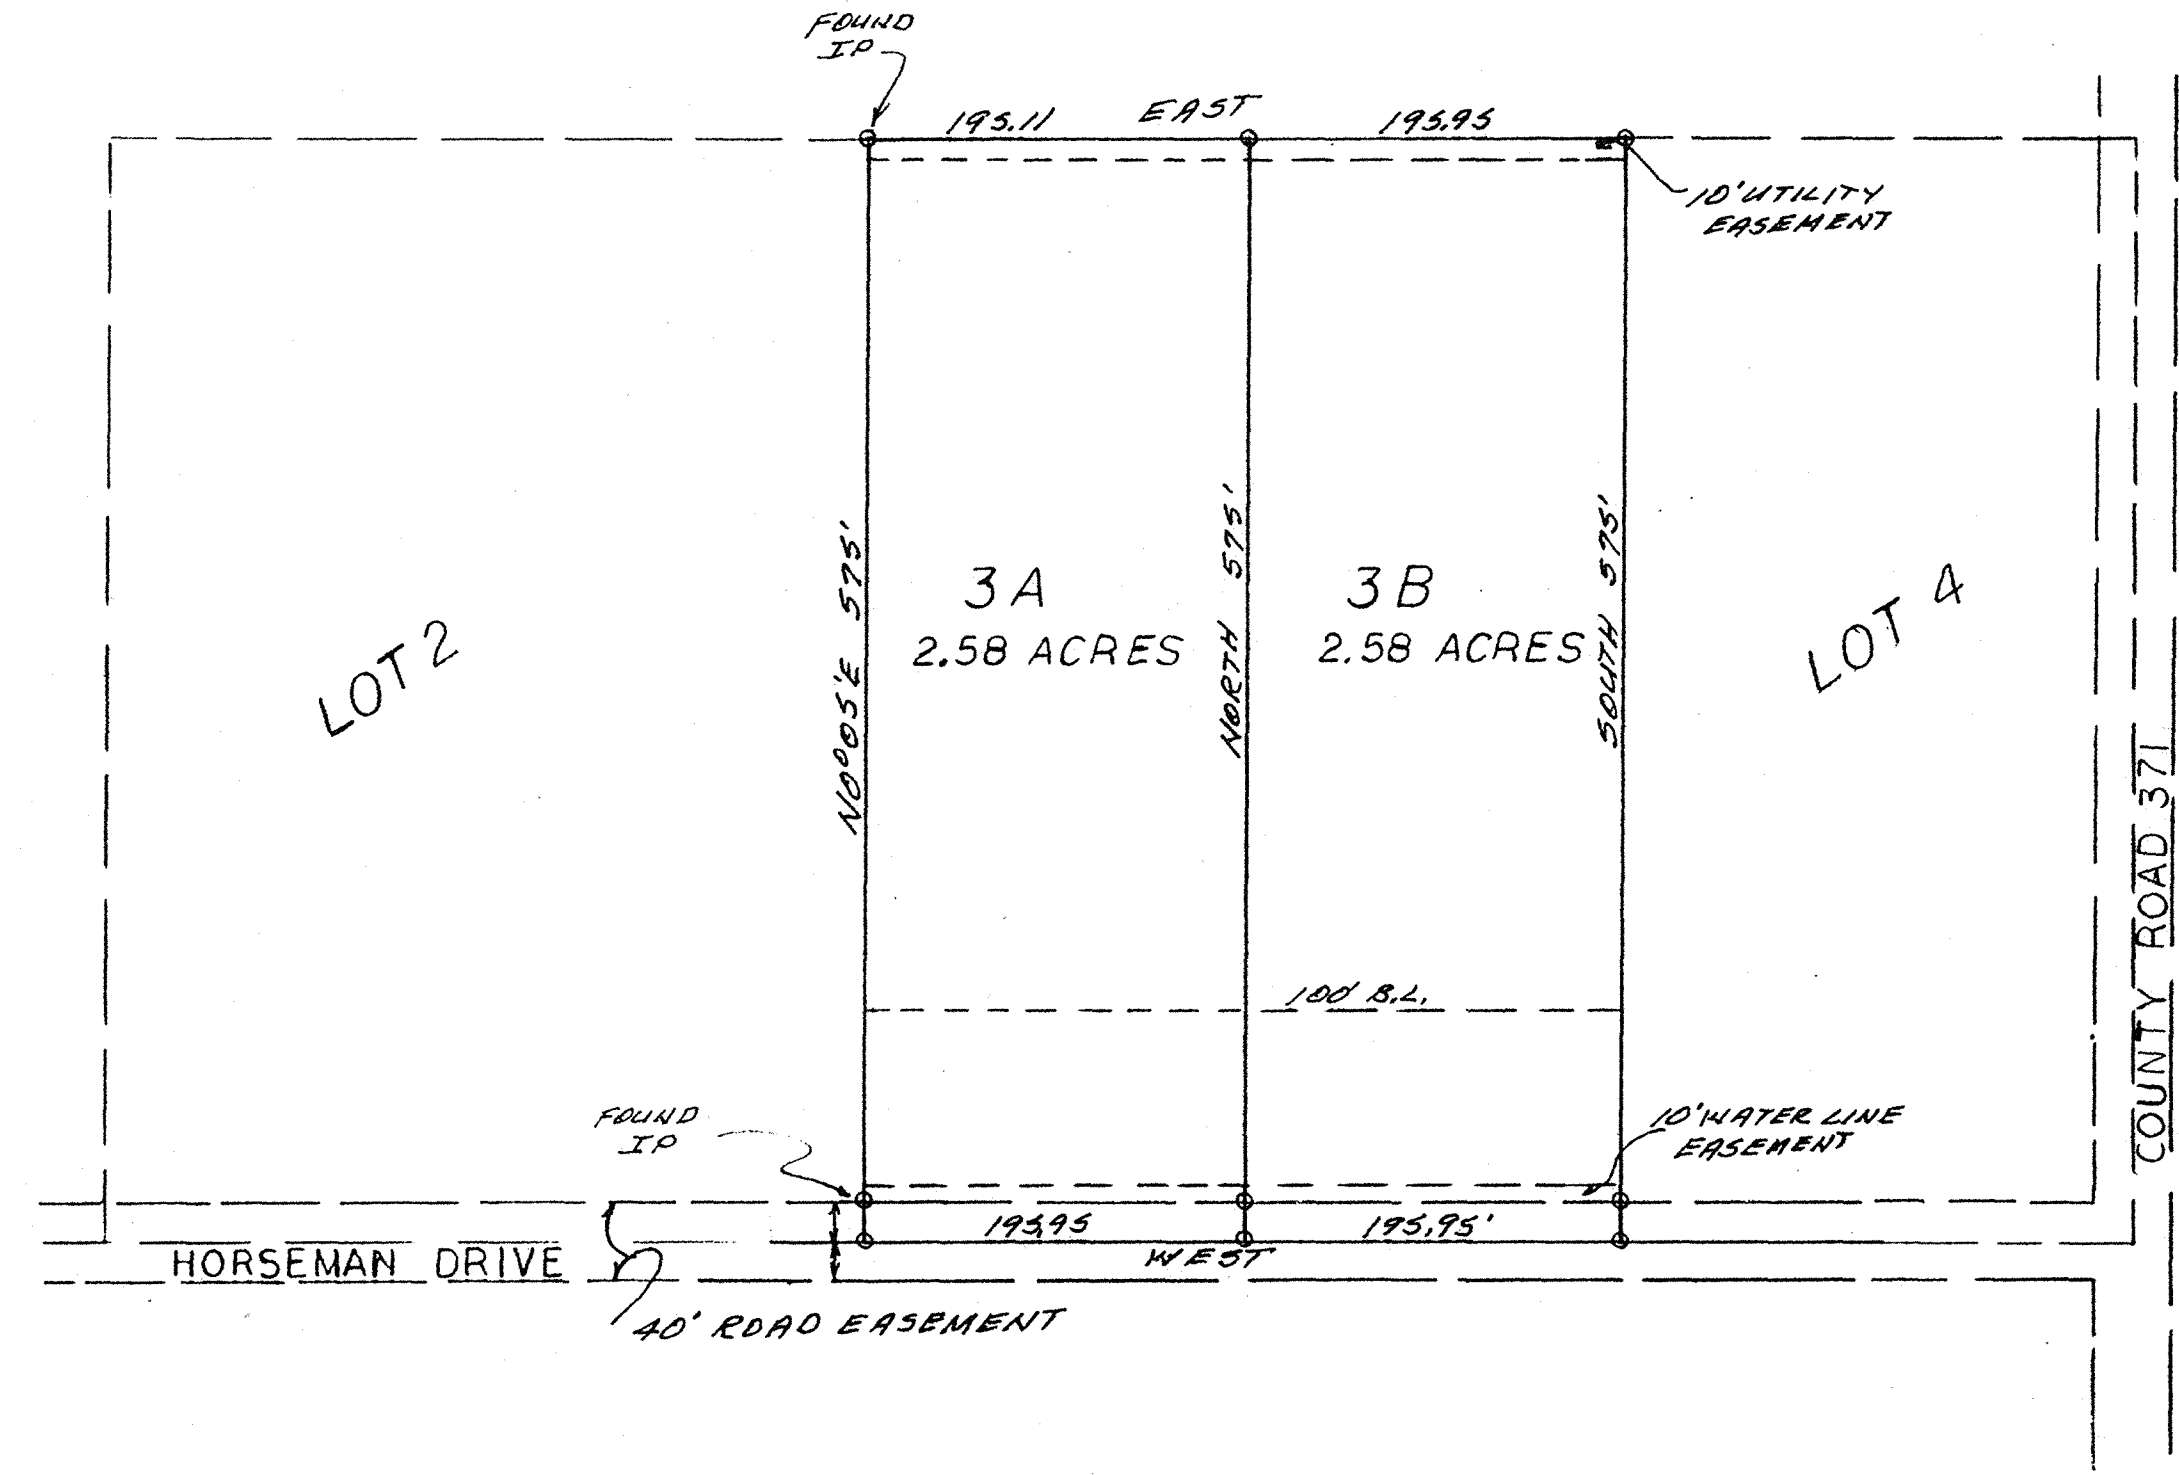 FOUND
IP
195.11
EAST
195.95
10' UTILITY
EASEMENT
N0°05'E 575'
NORTH 575'
SOUTH 575'
3A
2.58 ACRES
3B
2.58 ACRES
LOT 2
LOT 4
COUNTY ROAD 371
100' B.L.
FOUND
IP
10' WATER LINE
EASEMENT
195.95
195.95'
WEST
HORSEMAN DRIVE
40' ROAD EASEMENT